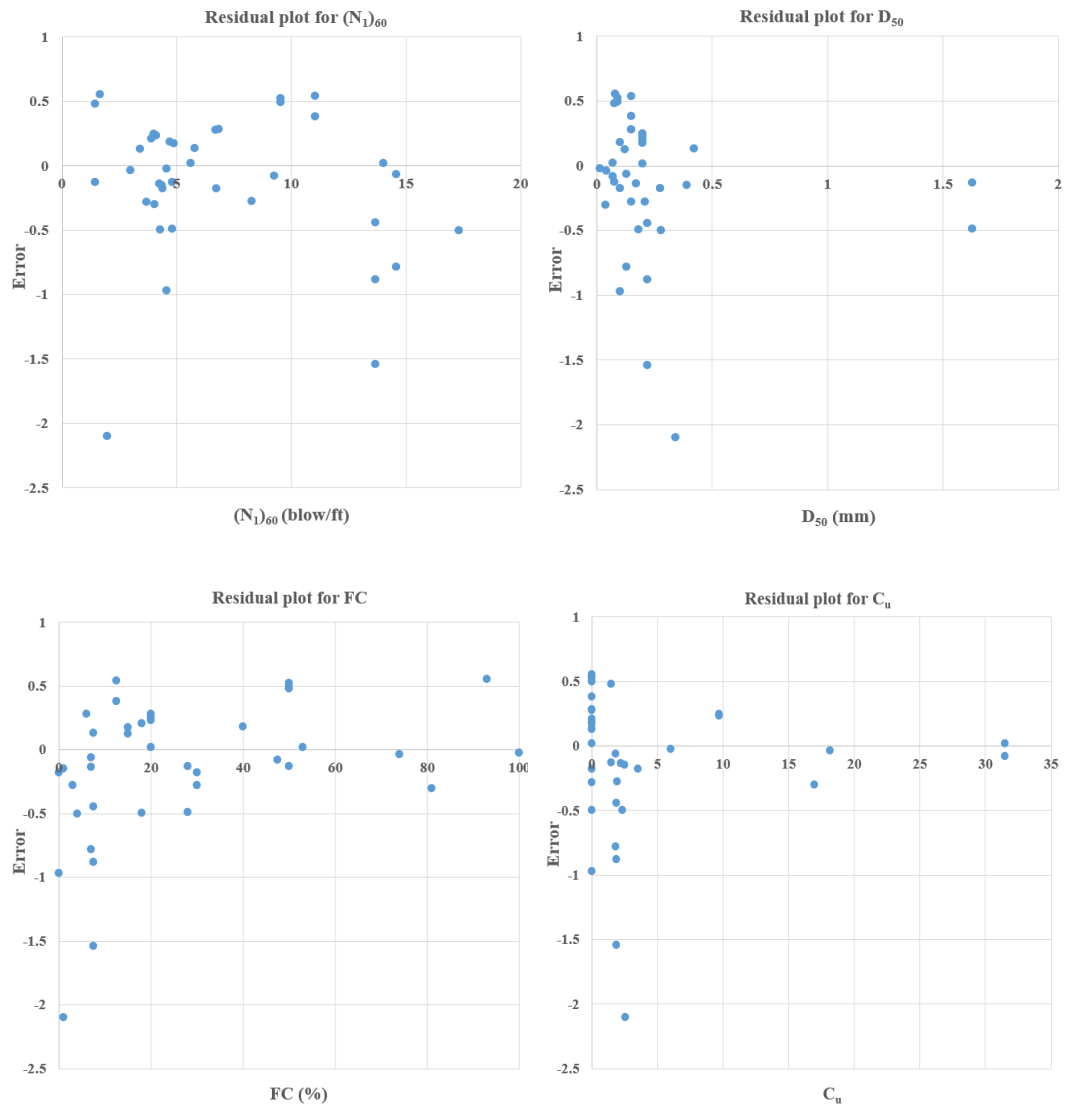 Residual plot for (N₁)₆₀
1
0.5
0
-0.5
-1
-1.5
-2
-2.5
0 5 10 15 20
Error
(N₁)₆₀ (blow/ft)
Residual plot for D₅₀
1
0.5
0
-0.5
-1
-1.5
-2
-2.5
0 0.5 1 1.5 2
Error
D₅₀ (mm)
Residual plot for FC
1
0.5
0
-0.5
-1
-1.5
-2
-2.5
0 20 40 60 80 100
Error
FC (%)
Residual plot for Cᵤ
1
0.5
0
-0.5
-1
-1.5
-2
-2.5
0 5 10 15 20 25 30 35
Error
Cᵤ